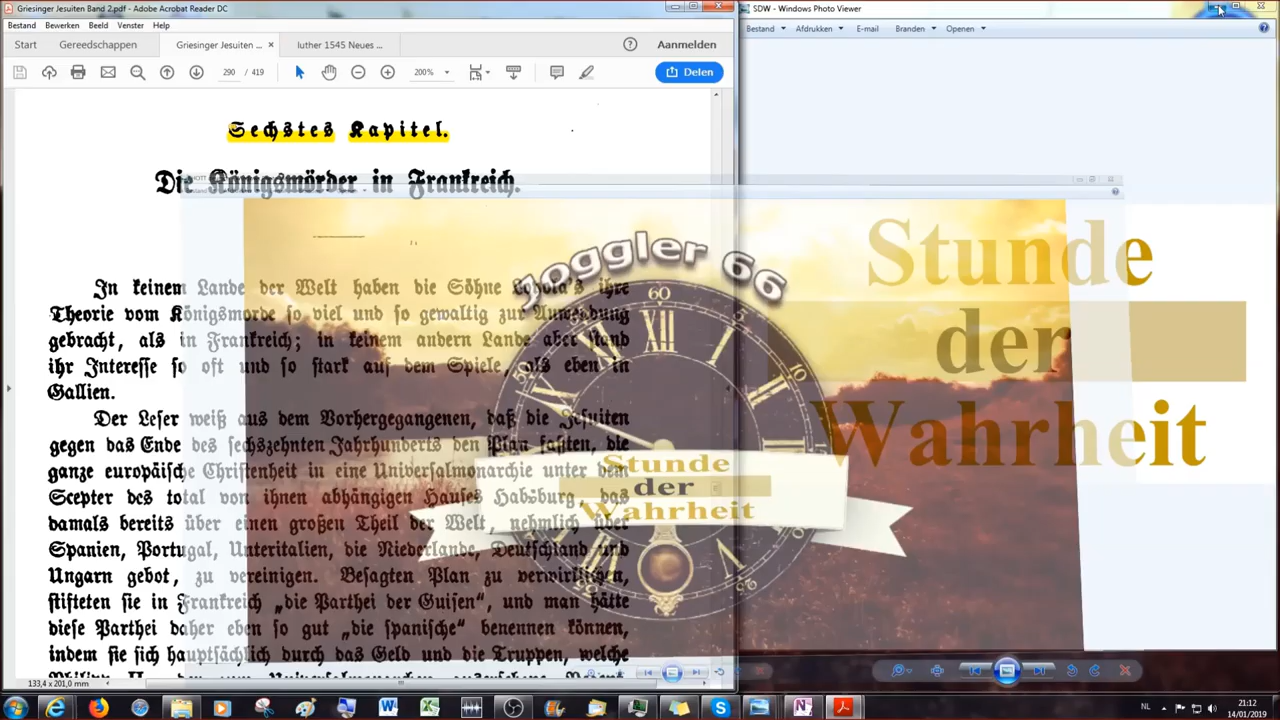 Griesinger Jesuiten Band 2.pdf - Adobe Acrobat Reader DC
Bestand Bewerken Beeld Venster Help
Start Gereedschappen Griesinger Jesuiten ... × luther 1545 Neues ... Aanmelden
290 / 419 200% Delen
Sechstes Kapitel.
Die Königsmörder in Frankreich.
In keinem Lande der Welt haben die Söhne Loyola's ihre
Theorie vom Königsmorde so viel und so gewaltig zur Anwendung
gebracht, als in Frankreich; in keinem andern Lande aber stand
ihr Interesse so oft und so stark auf dem Spiele, als eben in
Gallien.
Der Leser weiß aus dem Vorhergegangenen, daß die Jesuiten
gegen das Ende des sechszehnten Jahrhunderts den Plan faßten, die
ganze europäische Christenheit in eine Universalmonarchie unter dem
Scepter des total von ihnen abhängigen Hauses Habsburg, das
damals bereits über einen großen Theil der Welt, nehmlich über
Spanien, Portugal, Unteritalien, die Niederlande, Deutschland und
Ungarn gebot, zu vereinigen. Besagten Plan zu verwirklichen,
stifteten sie in Frankreich „die Parthei der Guisen“, und man hätte
diese Parthei daher eben so gut „die spanische“ benennen können,
indem sie sich hauptsächlich durch das Geld und die Truppen, welche
133,4 x 201,0 mm
SDW - Windows Photo Viewer
Bestand Afdrukken E-mail Branden Openen
joggler 66
60
XII
5
10
Stunde
der
Wahrheit
Stunde
der
Wahrheit
NL
21:12
14/01/2019